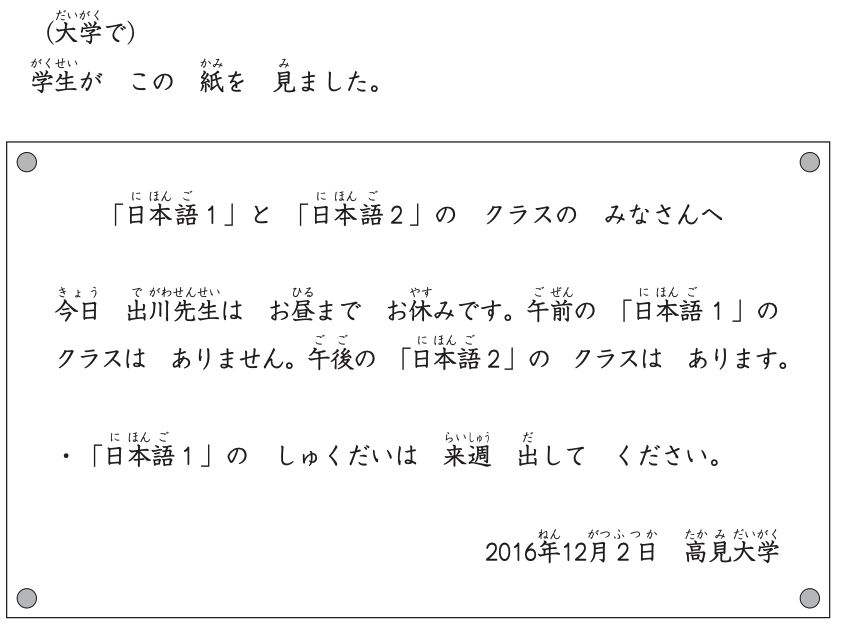 (大学で)
学生が この 紙を 見ました。
「日本語1」と 「日本語2」の クラスの みなさんへ
今日 出川先生は お昼まで お休みです。午前の 「日本語1」の
クラスは ありません。午後の 「日本語2」の クラスは あります。
・「日本語1」の しゅくだいは 来週 出して ください。
2016年12月2日 高見大学